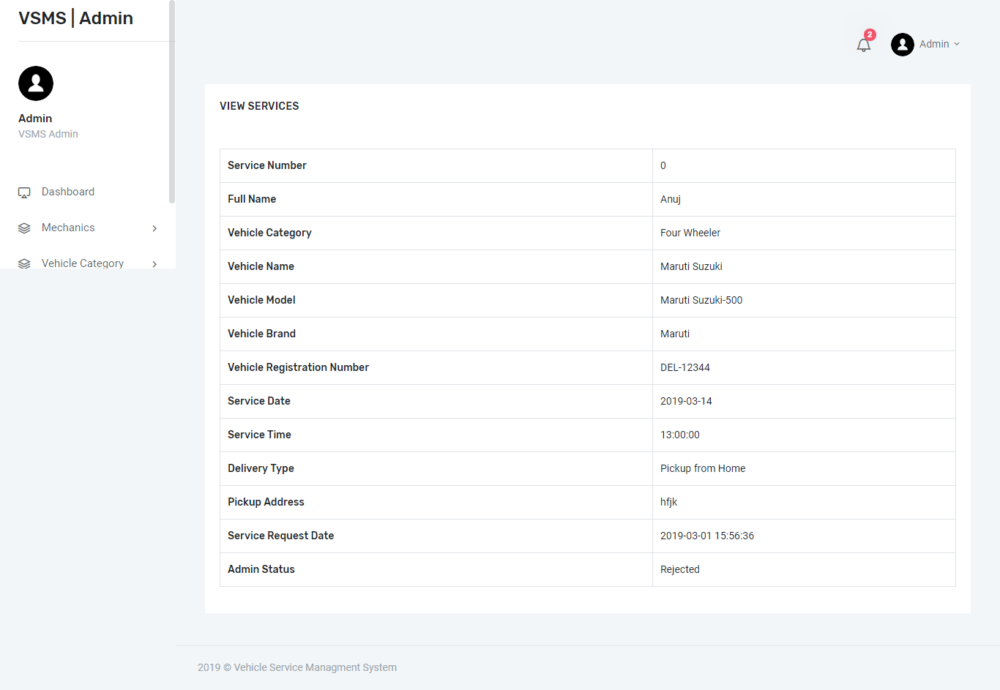 VSMS | Admin
2
Admin
Admin
VSMS Admin
Dashboard
Mechanics
Vehicle Category
VIEW SERVICES
Service Number 0
Full Name Anuj
Vehicle Category Four Wheeler
Vehicle Name Maruti Suzuki
Vehicle Model Maruti Suzuki-500
Vehicle Brand Maruti
Vehicle Registration Number DEL-12344
Service Date 2019-03-14
Service Time 13:00:00
Delivery Type Pickup from Home
Pickup Address hfjk
Service Request Date 2019-03-01 15:56:36
Admin Status Rejected
2019 © Vehicle Service Managment System